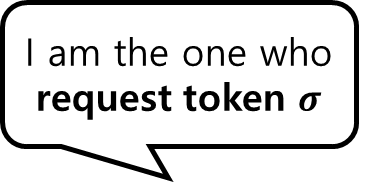 I am the one who
request token σ